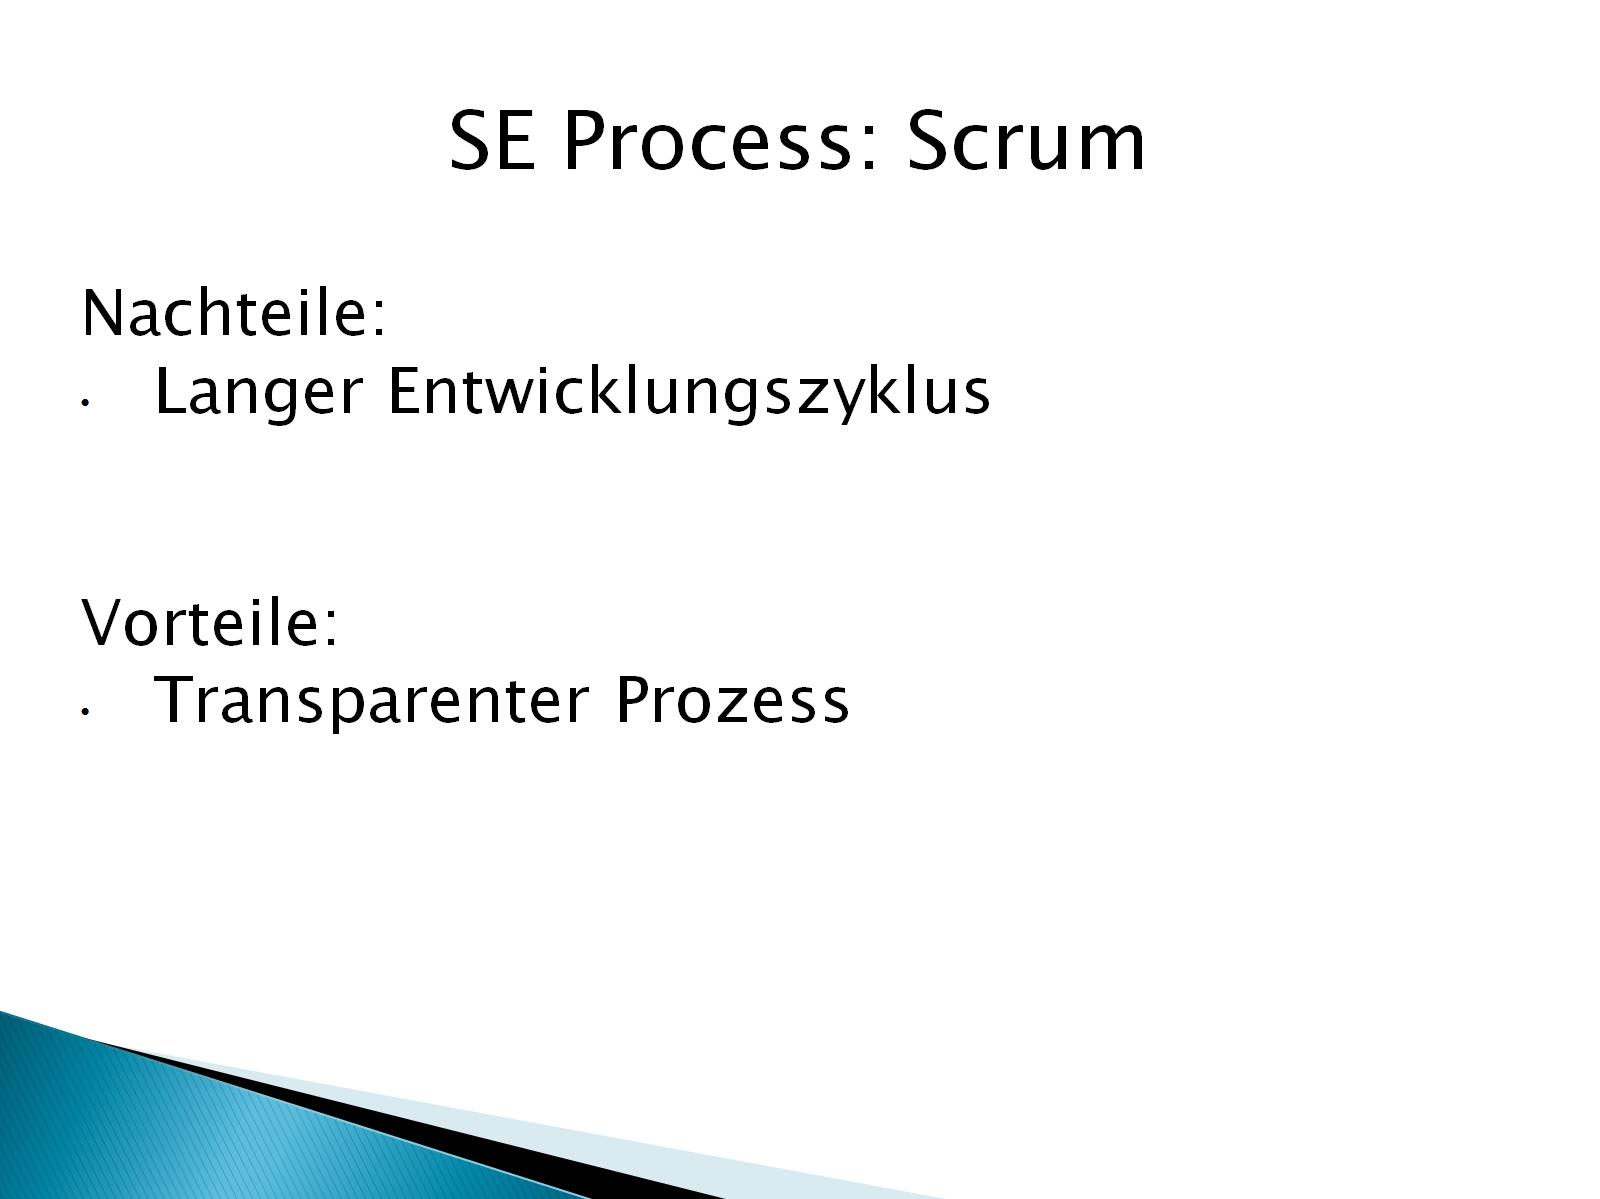 SE Process: Scrum
Nachteile:
• Langer Entwicklungszyklus
Vorteile:
• Transparenter Prozess